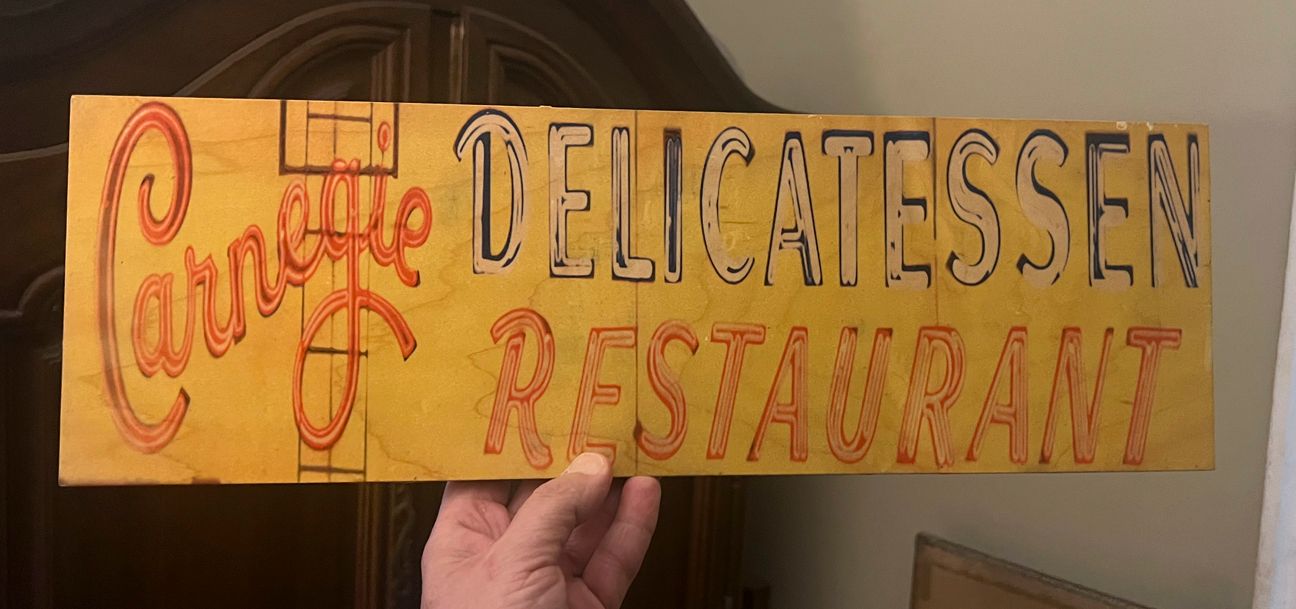 Carnegie DELICATESSEN
RESTAURANT